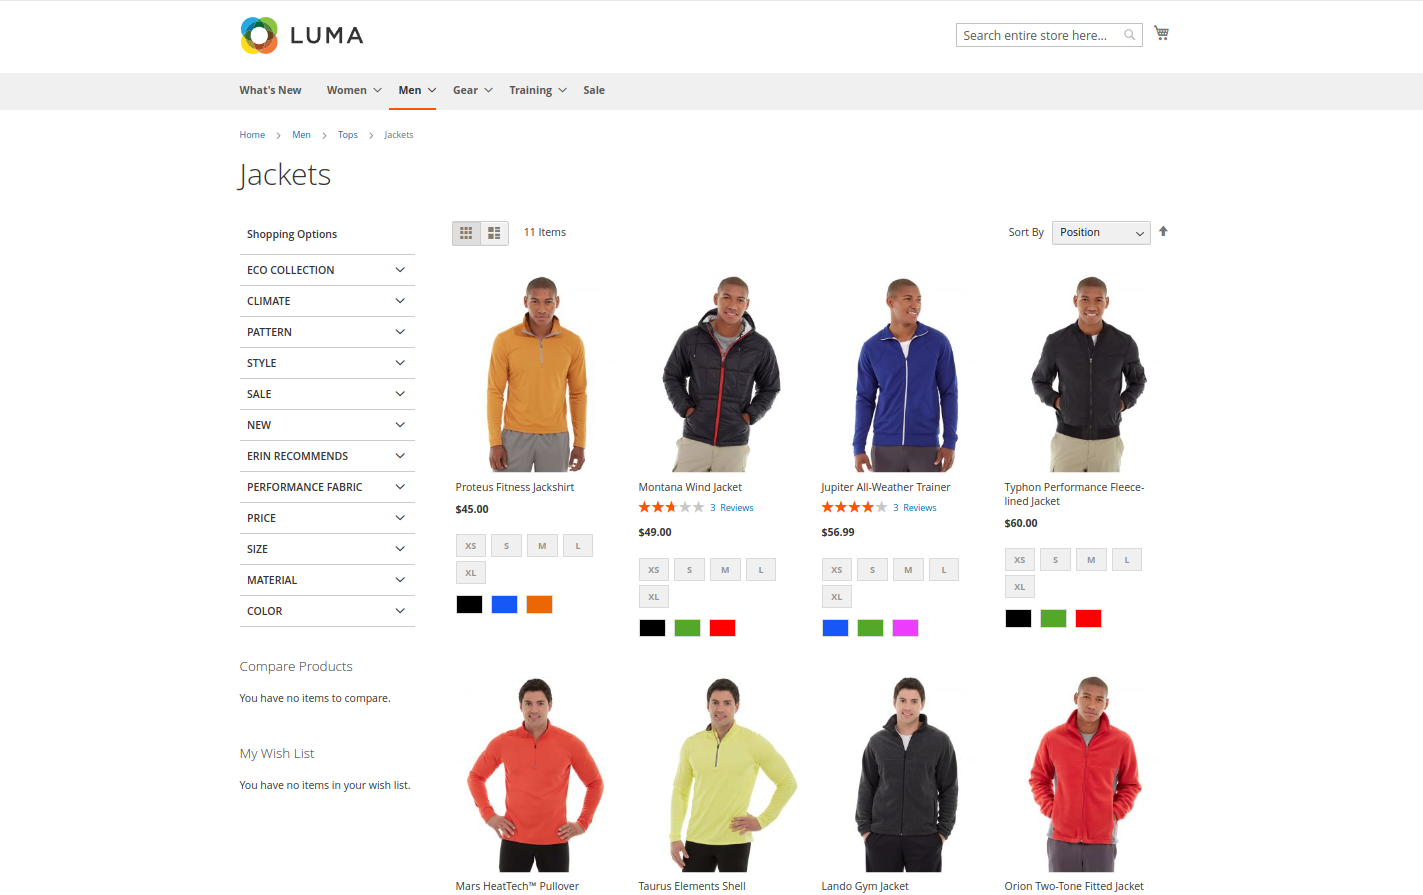 LUMA
Search entire store here...
What's New Women Men Gear Training Sale
Home Men Tops Jackets
Jackets
Shopping Options
ECO COLLECTION
CLIMATE
PATTERN
STYLE
SALE
NEW
ERIN RECOMMENDS
PERFORMANCE FABRIC
PRICE
SIZE
MATERIAL
COLOR
Compare Products
You have no items to compare.
My Wish List
You have no items in your wish list.
11 Items
Sort By Position
Proteus Fitness Jackshirt
$45.00
XS S M L
XL
Montana Wind Jacket
3 Reviews
$49.00
XS S M L
XL
Jupiter All-Weather Trainer
3 Reviews
$56.99
XS S M L
XL
Typhon Performance Fleece-
lined Jacket
$60.00
XS S M L
XL
Mars HeatTech™ Pullover
Taurus Elements Shell
Lando Gym Jacket
Orion Two-Tone Fitted Jacket